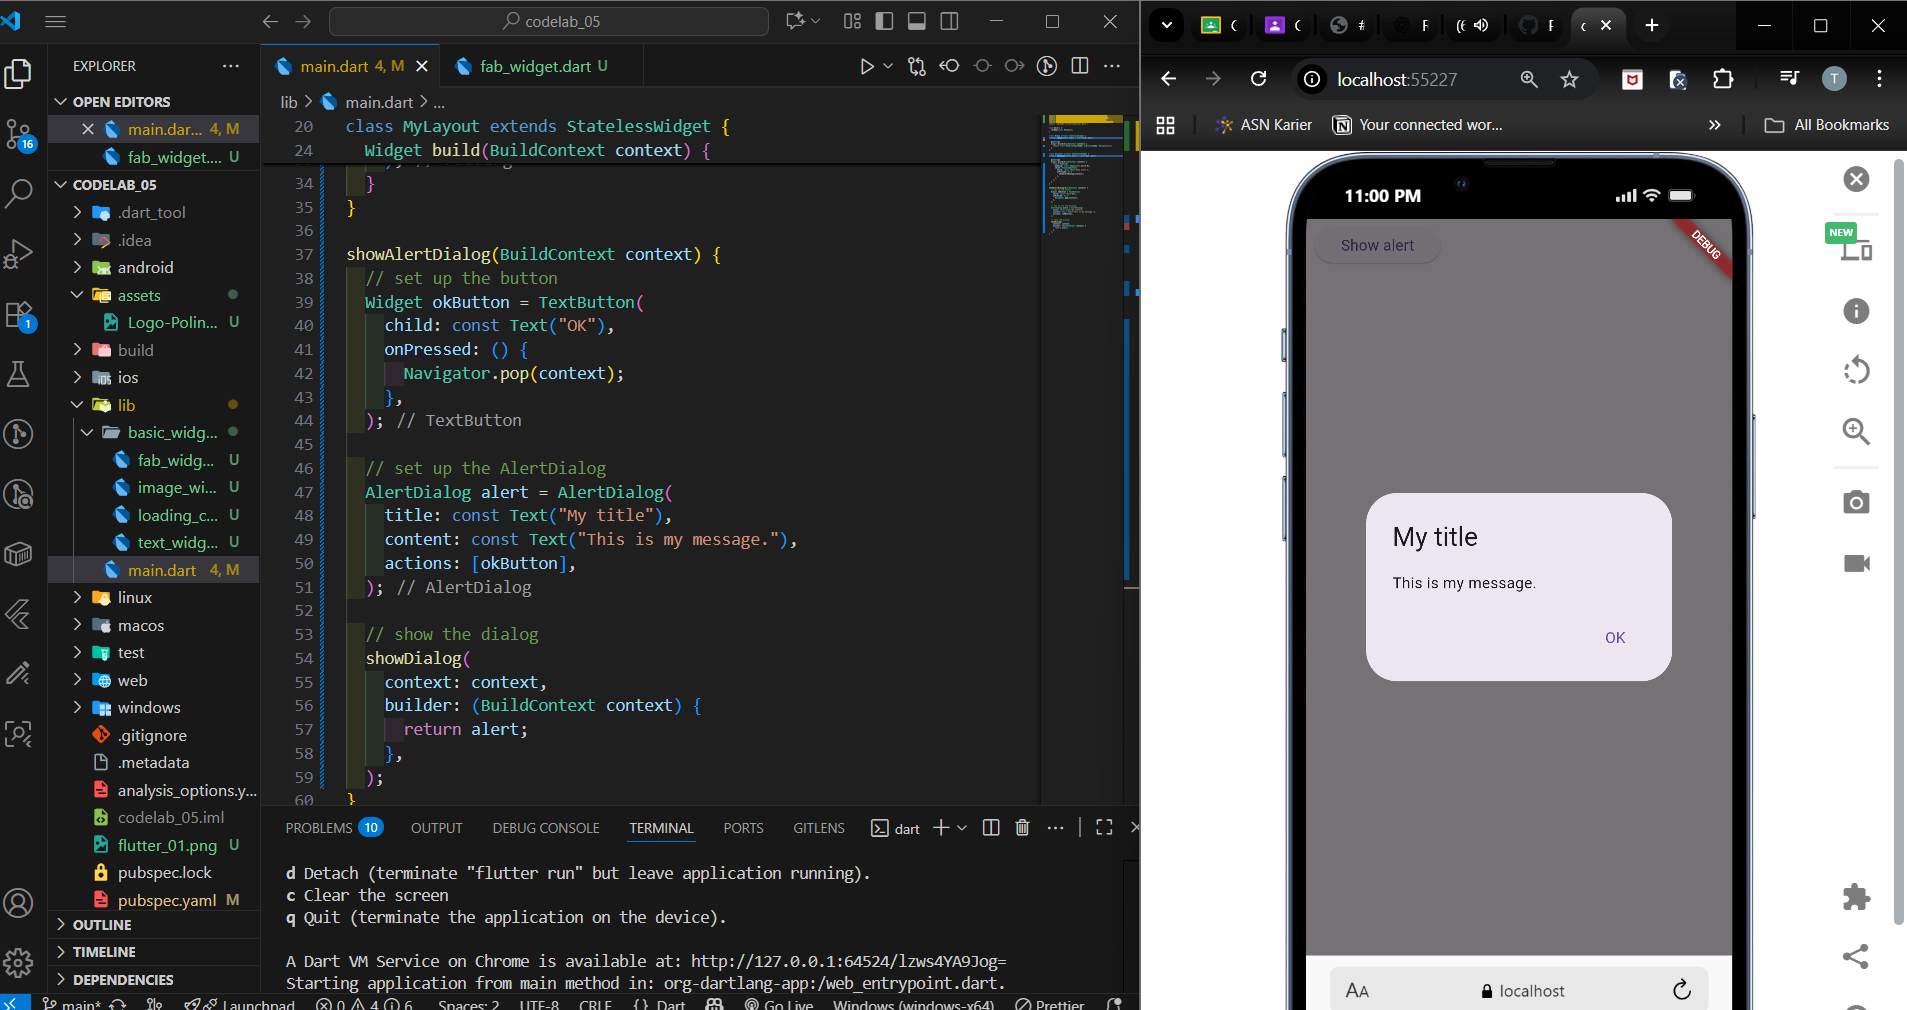 codelab_05
EXPLORER
OPEN EDITORS
main.dar... 4, M
fab_widget.... U
CODELAB_05
.dart_tool
.idea
android
assets
Logo-Polin... U
build
ios
lib
basic_widg...
fab_widg... U
image_wi... U
loading_c... U
text_widg... U
main.dart 4, M
linux
macos
test
web
windows
.gitignore
.metadata
analysis_options.y...
codelab_05.iml
flutter_01.png U
pubspec.lock
pubspec.yaml M
OUTLINE
TIMELINE
DEPENDENCIES
16
1
main.dart 4, M
fab_widget.dart U
lib > main.dart > ...
20 class MyLayout extends StatelessWidget {
24 Widget build(BuildContext context) {
34 }
35 }
36
37 showAlertDialog(BuildContext context) {
38 // set up the button
39 Widget okButton = TextButton(
40 child: const Text("OK"),
41 onPressed: () {
42 Navigator.pop(context);
43 },
44 ); // TextButton
45
46 // set up the AlertDialog
47 AlertDialog alert = AlertDialog(
48 title: const Text("My title"),
49 content: const Text("This is my message."),
50 actions: [okButton],
51 ); // AlertDialog
52
53 // show the dialog
54 showDialog(
55 context: context,
56 builder: (BuildContext context) {
57 return alert;
58 },
59 );
60 }
PROBLEMS 10 OUTPUT DEBUG CONSOLE TERMINAL PORTS GITLENS dart
d Detach (terminate "flutter run" but leave application running).
c Clear the screen
q Quit (terminate the application on the device).
A Dart VM Service on Chrome is available at: http://127.0.0.1:64524/lzws4YA9Jog=
Starting application from main method in: org-dartlang-app:/web_entrypoint.dart.
main* Launchpad 0 4 6 Spaces: 2 UTF-8 CRLF {} Dart Go Live Windows (windows-x64) Prettier
localhost:55227
T
ASN Karier
Your connected wor...
All Bookmarks
11:00 PM
Show alert
DEBUG
My title
This is my message.
OK
AA
localhost
NEW